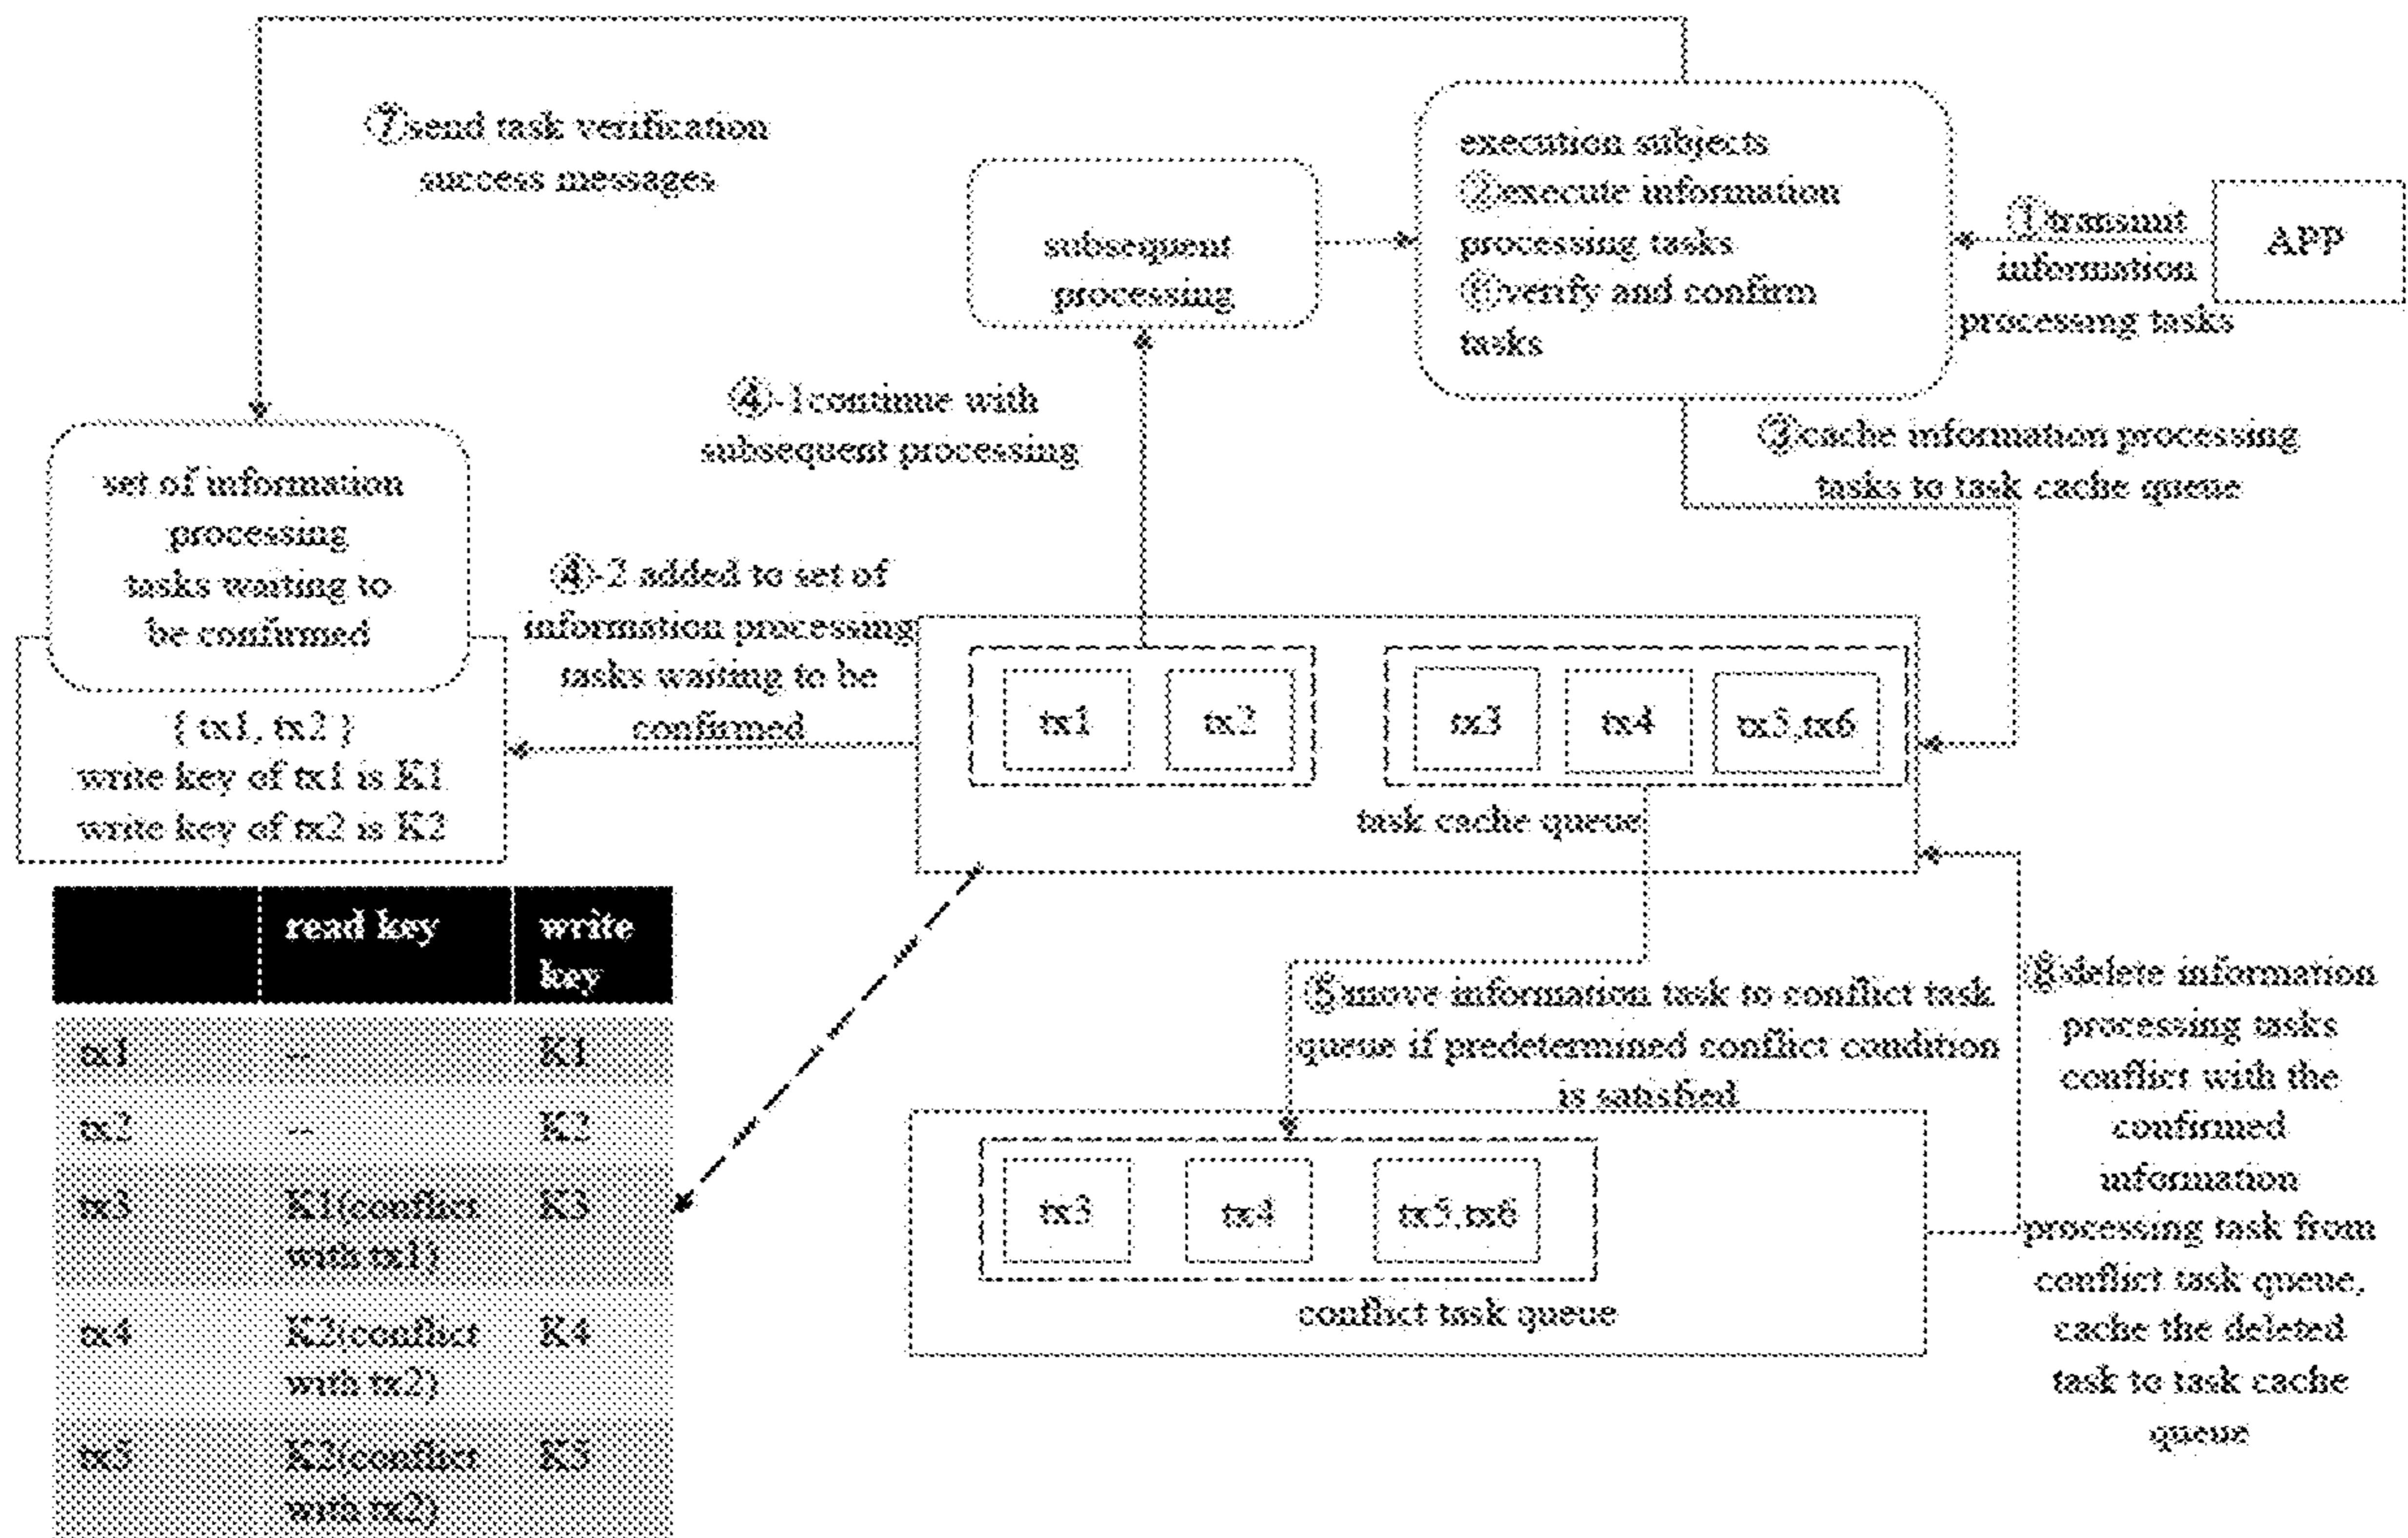 ⑦send task verification
success messages
execution subjects
②execute information
processing tasks
⑥verify and confirm
tasks
①transmit
information
processing tasks
APP
subsequent
processing
④-1continue with
subsequent processing
③cache information processing
tasks to task cache queue
set of information
processing
tasks waiting to
be confirmed
{ tx1, tx2 }
write key of tx1 is K1
write key of tx2 is K2
④-2 added to set of
information processing
tasks waiting to be
confirmed
tx1
tx2
tx3
tx4
tx5,tx6
task cache queue
read key
write
key
tx1
--
K1
tx2
--
K2
tx3
K1(conflict
with tx1)
K3
tx4
K2(conflict
with tx2)
K4
tx5
K2(conflict
with tx2)
K5
⑤move information task to conflict task
queue if predetermined conflict condition
is satisfied
tx3
tx4
tx5,tx6
conflict task queue
⑧delete information
processing tasks
conflict with the
confirmed
information
processing task from
conflict task queue,
cache the deleted
task to task cache
queue